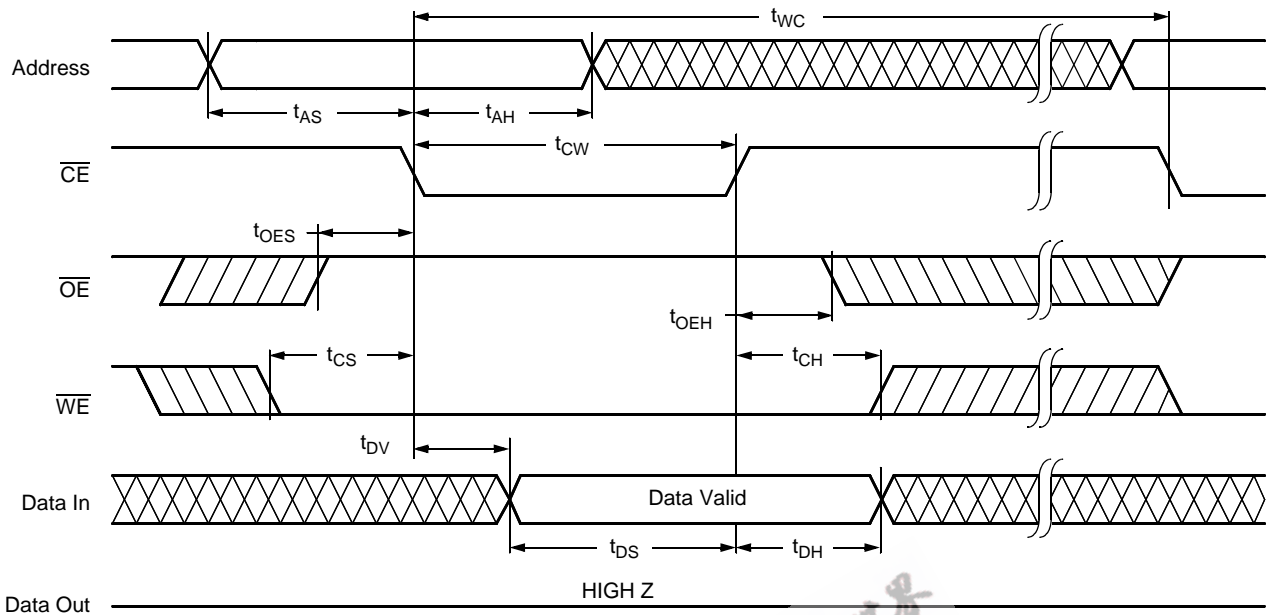 tWC
Address
tAS
tAH
tCW
CE
tOES
OE
tOEH
tCS
tCH
WE
tDV
Data In
Data Valid
tDS
tDH
HIGH Z
Data Out